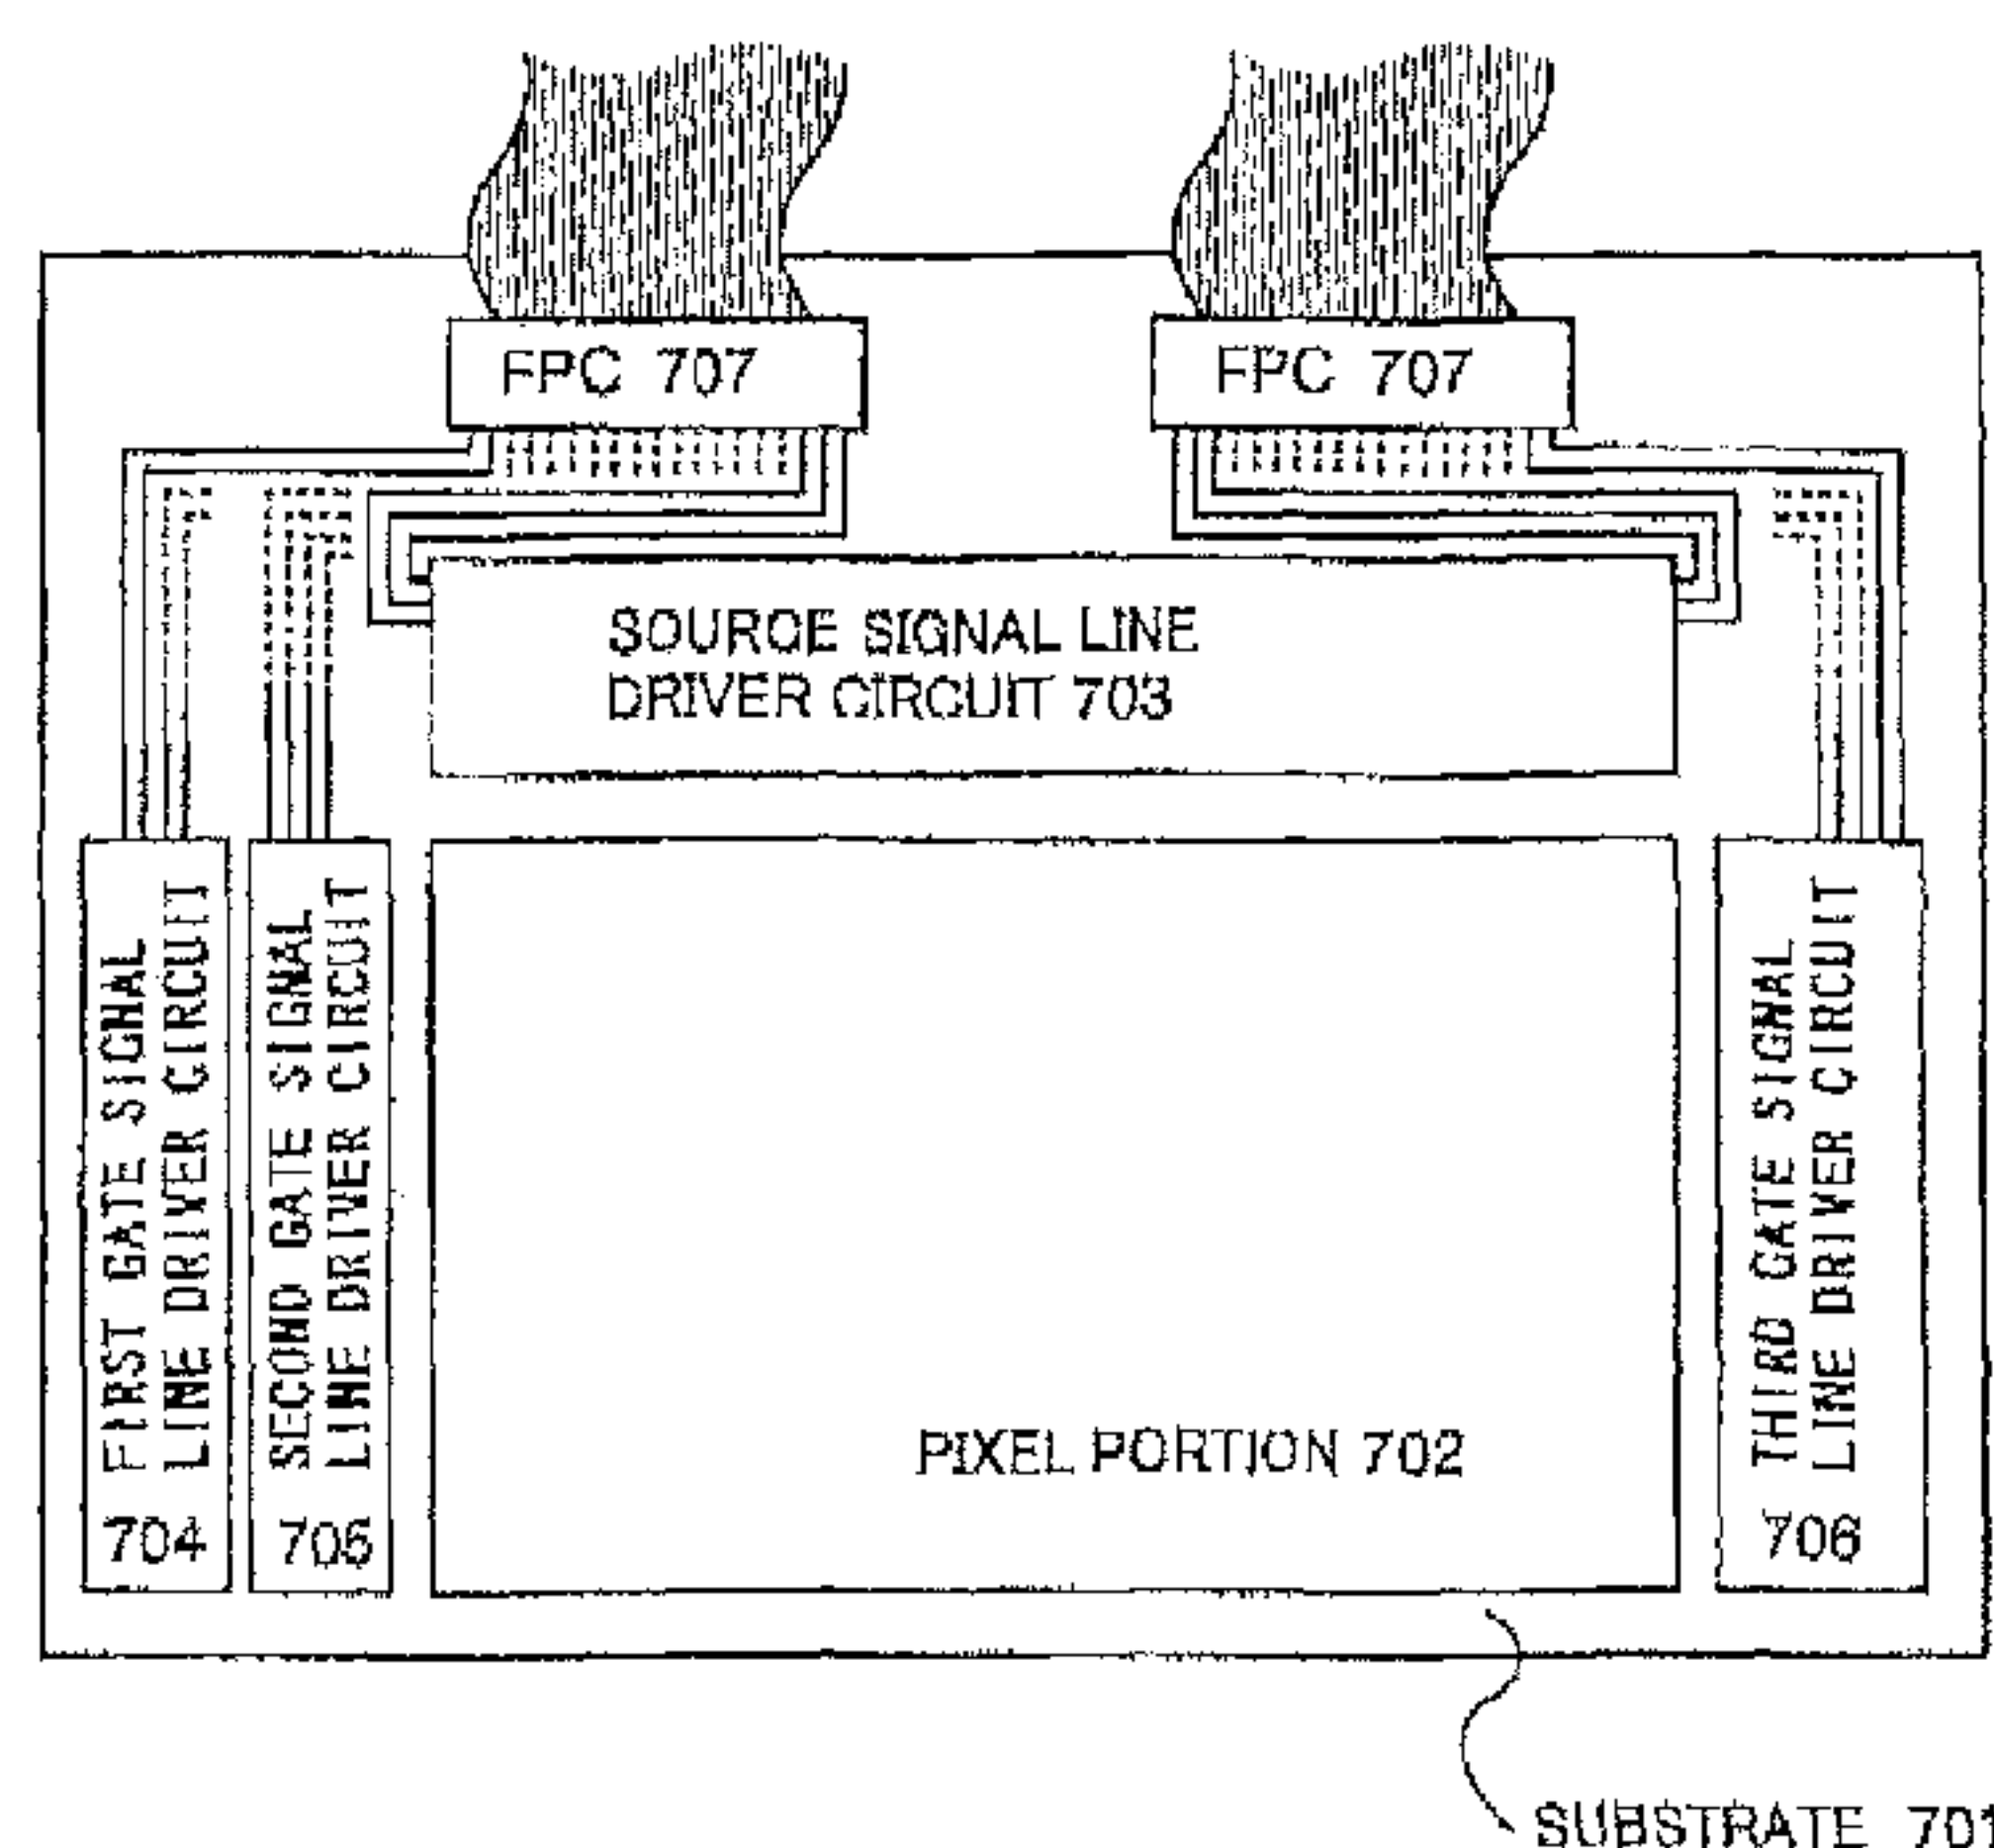 FPC 707
FPC 707
SOURCE SIGNAL LINE
DRIVER CIRCUIT 703
FIRST GATE SIGNAL
LINE DRIVER CIRCUIT
704
SECOND GATE SIGNAL
LINE DRIVER CIRCUIT
705
PIXEL PORTION 702
THIRD GATE SIGNAL
LINE DRIVER CIRCUIT
706
SUBSTRATE 701